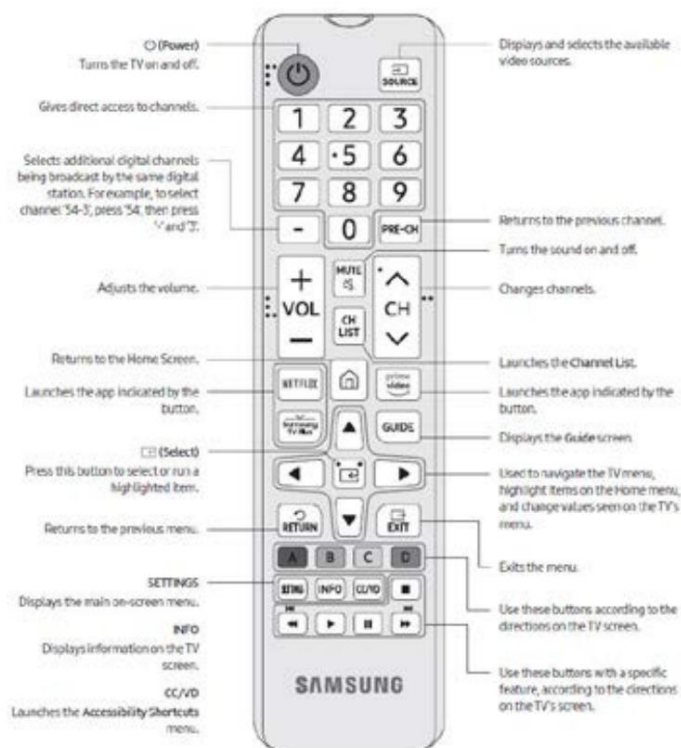 ⏻ (Power)
Turns the TV on and off.
Gives direct access to channels.
Selects additional digital channels
being broadcast by the same digital
station. For example, to select
channel '54-3', press '54', then press
'-' and '3'.
Adjusts the volume.
Returns to the Home Screen.
Launches the app indicated by the
button.
(Select)
Press this button to select or run a
highlighted item.
Returns to the previous menu.
SETTINGS
Displays the main on-screen menu.
INFO
Displays information on the TV
screen.
CC/VD
Launches the Accessibility Shortcuts
menu.
SOURCE
1 2 3
4 5 6
7 8 9
- 0 PRE-CH
+ VOL -
MUTE
CH
CH
LIST
NETFLIX
prime
video
Samsung
TV Plus
GUIDE
RETURN
EXIT
A B C D
INFO CC/VD
SAMSUNG
Displays and selects the available
video sources.
Returns to the previous channel.
Turns the sound on and off.
Changes channels.
Launches the Channel List.
Launches the app indicated by the
button.
Displays the Guide screen.
Used to navigate the TV menu,
highlight items on the Home menu,
and change values seen on the TV's
menu.
Exits the menu.
Use these buttons according to the
directions on the TV screen.
Use these buttons with a specific
feature, according to the directions
on the TV's screen.